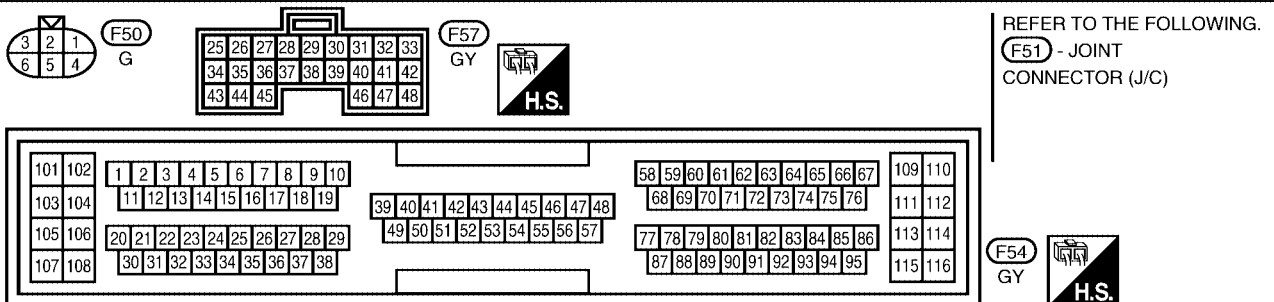 3 2 1
6 5 4
F50
G
25 26 27 28 29 30 31 32 33
34 35 36 37 38 39 40 41 42
43 44 45 46 47 48
F57
GY
H.S.
REFER TO THE FOLLOWING.
F51 - JOINT
CONNECTOR (J/C)
101 102
103 104
105 106
107 108
1 2 3 4 5 6 7 8 9 10
11 12 13 14 15 16 17 18 19
20 21 22 23 24 25 26 27 28 29
30 31 32 33 34 35 36 37 38
39 40 41 42 43 44 45 46 47 48
49 50 51 52 53 54 55 56 57
58 59 60 61 62 63 64 65 66 67
68 69 70 71 72 73 74 75 76
77 78 79 80 81 82 83 84 85 86
87 88 89 90 91 92 93 94 95
109 110
111 112
113 114
115 116
F54
GY
H.S.